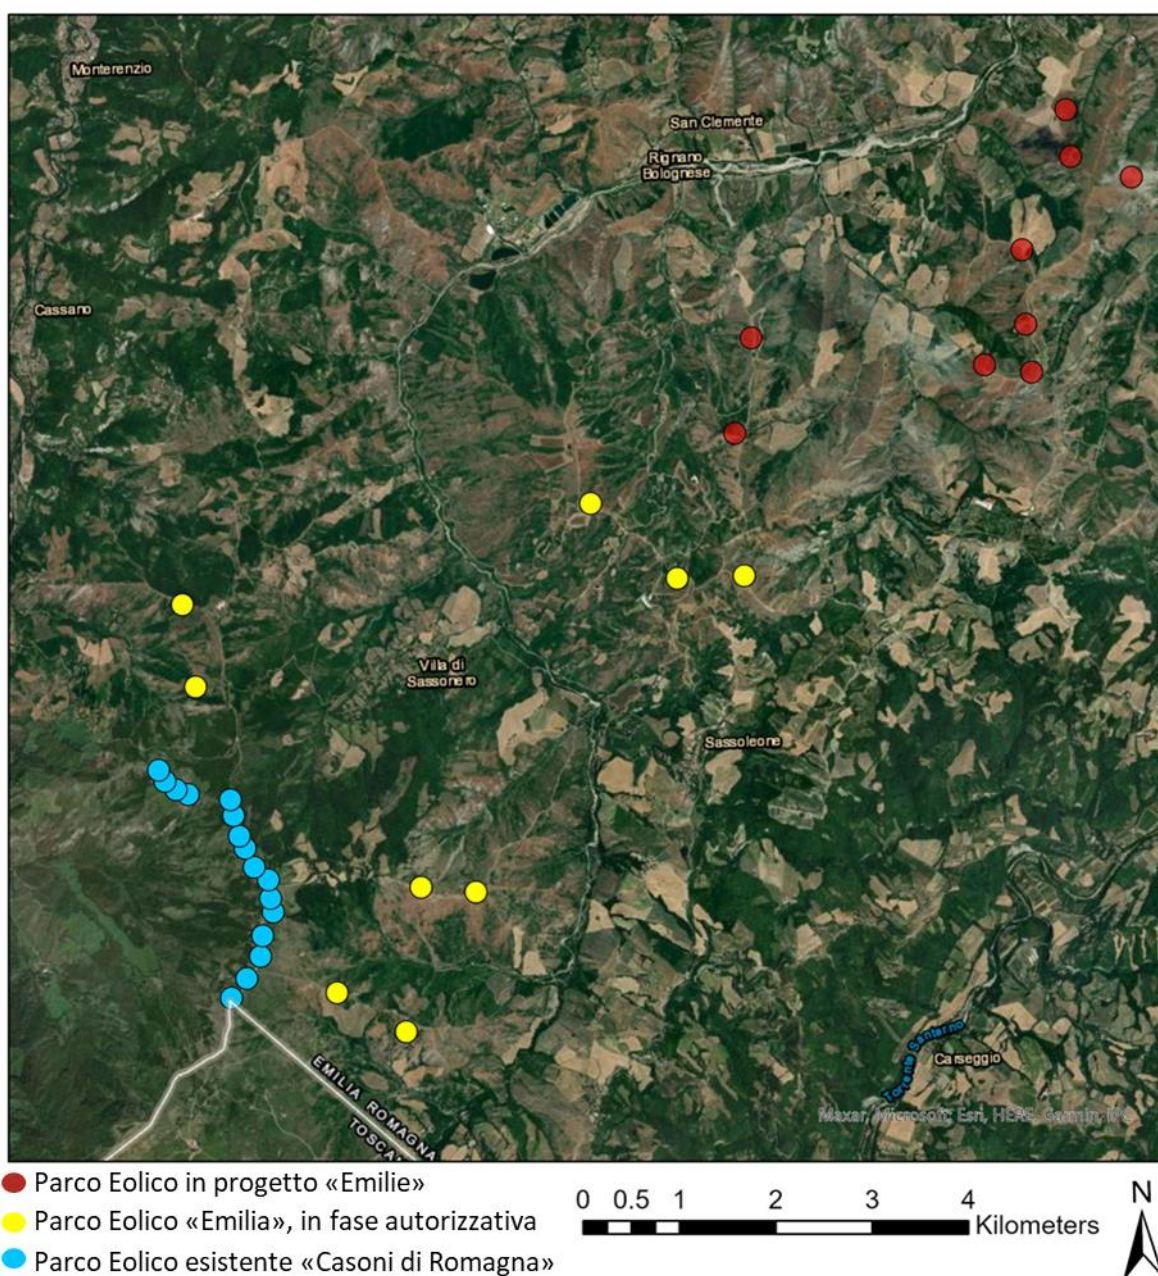 Monterenzio
San Clemente
Rignano
Bolognese
Cassano
Villa di
Sassonero
Sassoleone
Torrente Santerno
Carseggio
EMILIA ROMAGNA
Maxar, Microsoft, Esri, HERE, Garmin,
Parco Eolico in progetto «Emilie»
Parco Eolico «Emilia», in fase autorizzativa
Parco Eolico esistente «Casoni di Romagna»
0 0.5 1 2 3 4
Kilometers
N